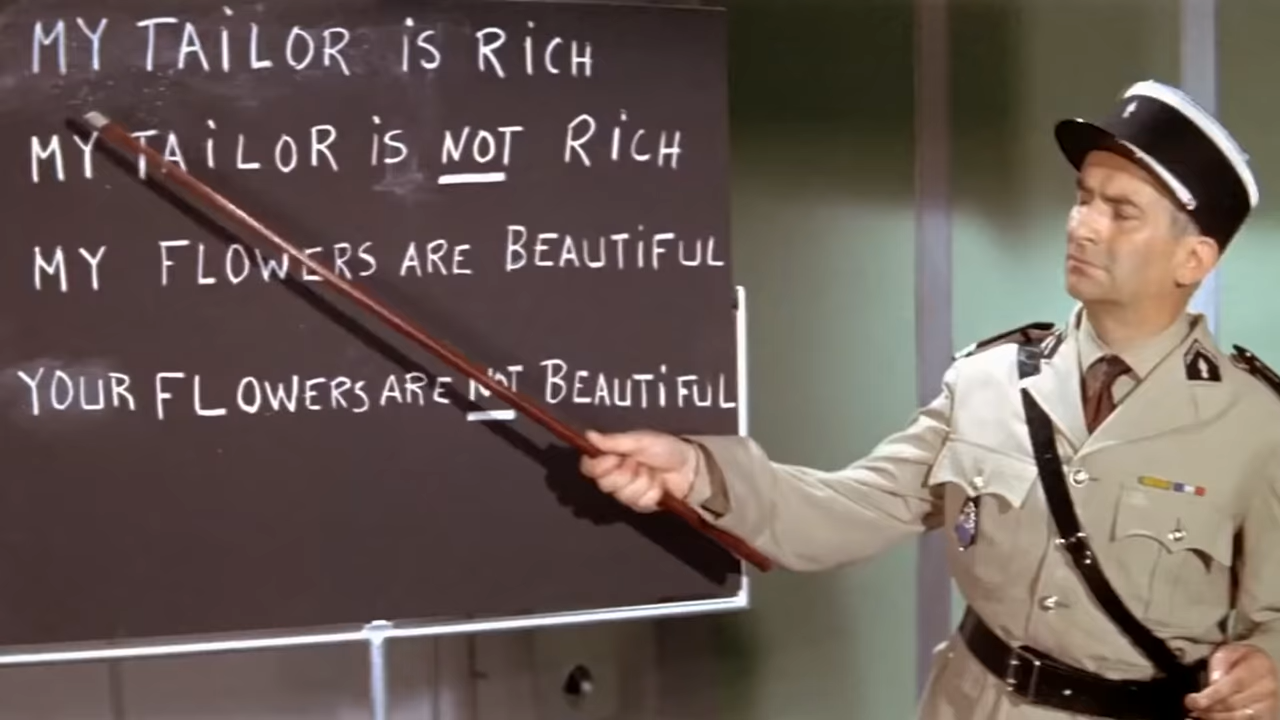 MY TAiLOR iS RiCH
MY TAiLOR iS NOT RiCH
MY FLOWERS ARE BEAUTiFUL
YOUR FLOWERS ARE NOT BEAUTiFUL